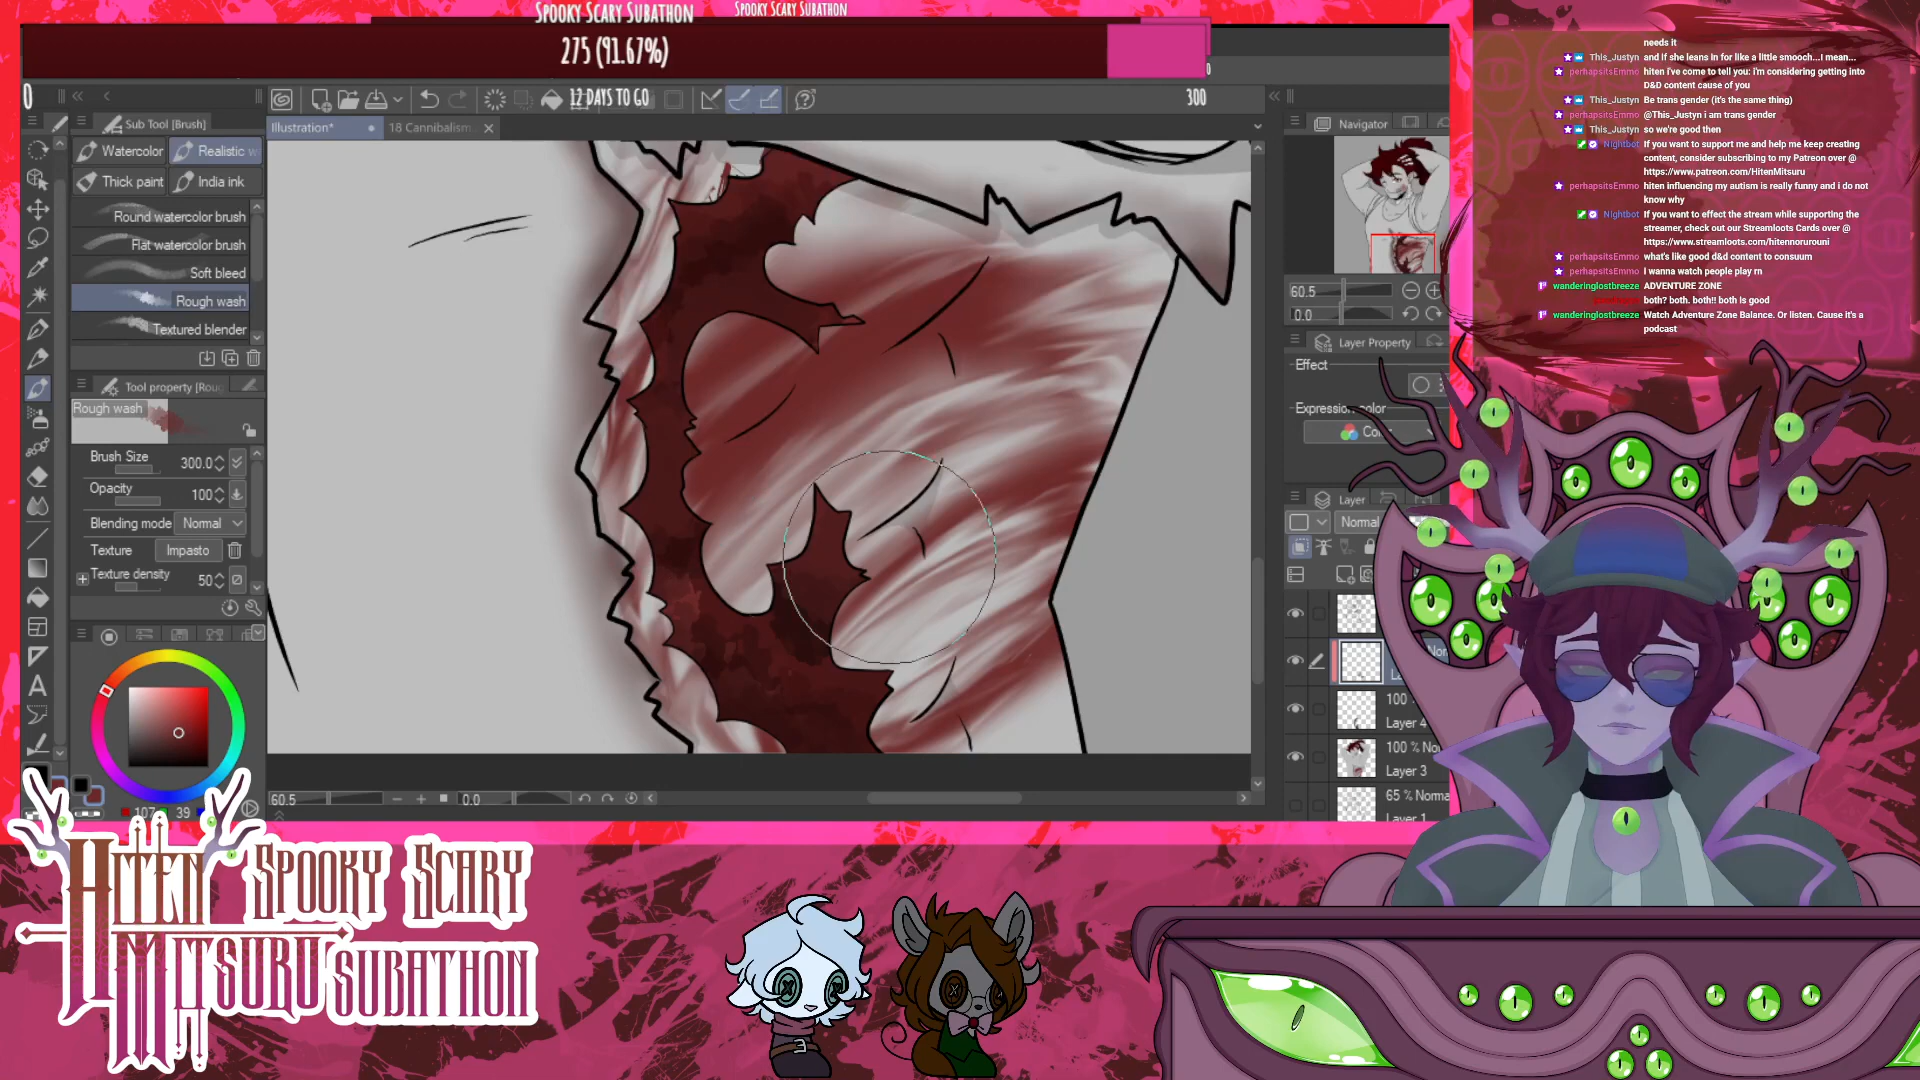 Spooky Scary Subathon
Spooky Scary Subathon
275 (91.67%)
0
12 DAYS TO GO
300
Sub Tool [Brush]
Illustration*
18 Cannibalism
Navigator
Watercolor
Realistic w
Thick paint
India ink
Round watercolor brush
Flat watercolor brush
Soft bleed
Rough wash
Textured blender
Tool property [Rou
Rough wash
Brush Size
300.0
Opacity
100
Blending mode
Normal
Texture
Impasto
Texture density
50
107
39
60.5
0.0
60.5
0.0
Layer Property
Effect
Expression color
Layer
Normal
100
Layer 4
100 % No
Layer 3
65 % Norma
Layer 1
needs it
This_Justyn and if she leans in for like a little smooch...I mean...
perhapsitsEmmo hiten i've come to tell you: i'm considering getting into
D&D content cause of you
This_Justyn Be trans gender (it's the same thing)
perhapsitsEmmo @This_Justyn i am trans gender
This_Justyn so we're good then
Nightbot If you want to support me and help me keep creating
content, consider subscribing to my Patreon over @
https://www.patreon.com/HitenMitsuru
perhapsitsEmmo hiten influencing my autism is really funny and i do not
know why
Nightbot If you want to effect the stream while supporting the
streamer, check out our Streamloots Cards over @
https://www.streamloots.com/hitennorurouni
perhapsitsEmmo what's like good d&d content to consuum
perhapsitsEmmo I wanna watch people play rn
wanderinglostbreeze ADVENTURE ZONE
both? both. both!! both is good
wanderinglostbreeze Watch Adventure Zone Balance. Or listen. Cause it's a
podcast
Hiten
Mitsuru
Spooky Scary
Subathon